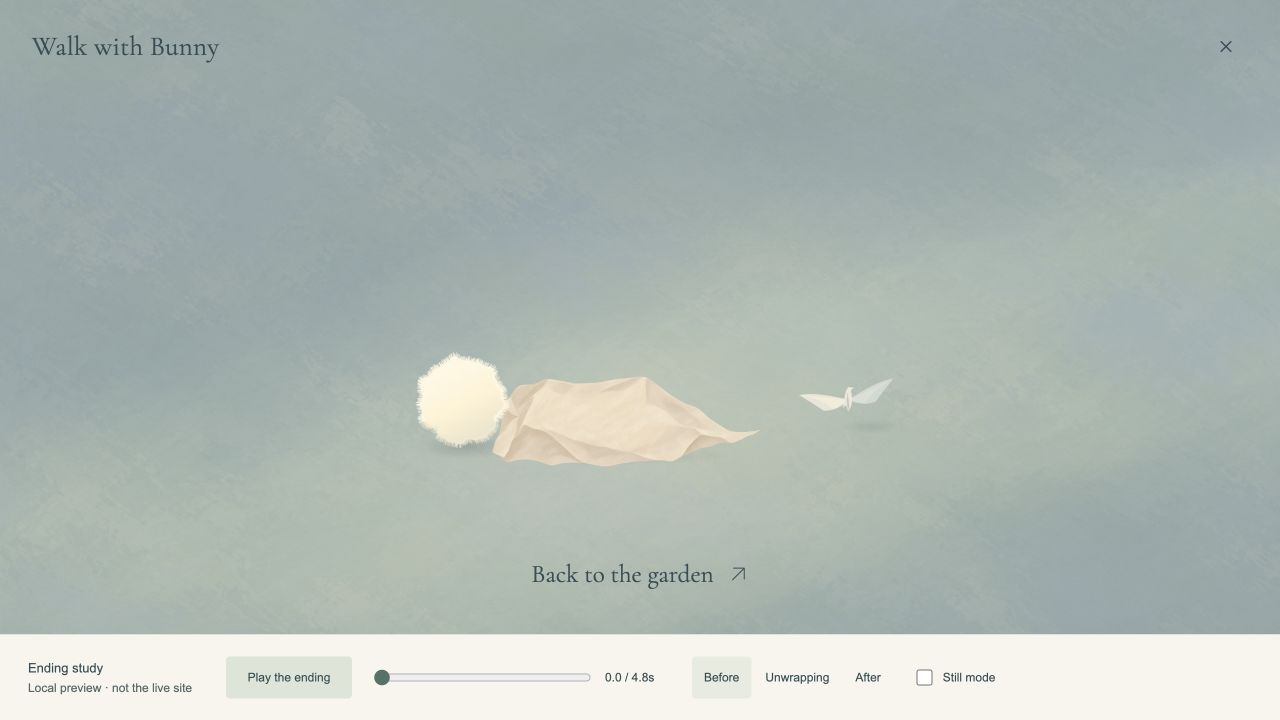 Walk with Bunny
Back to the garden
Ending study
Local preview · not the live site
Play the ending
0.0 / 4.8s
Before
Unwrapping
After
Still mode